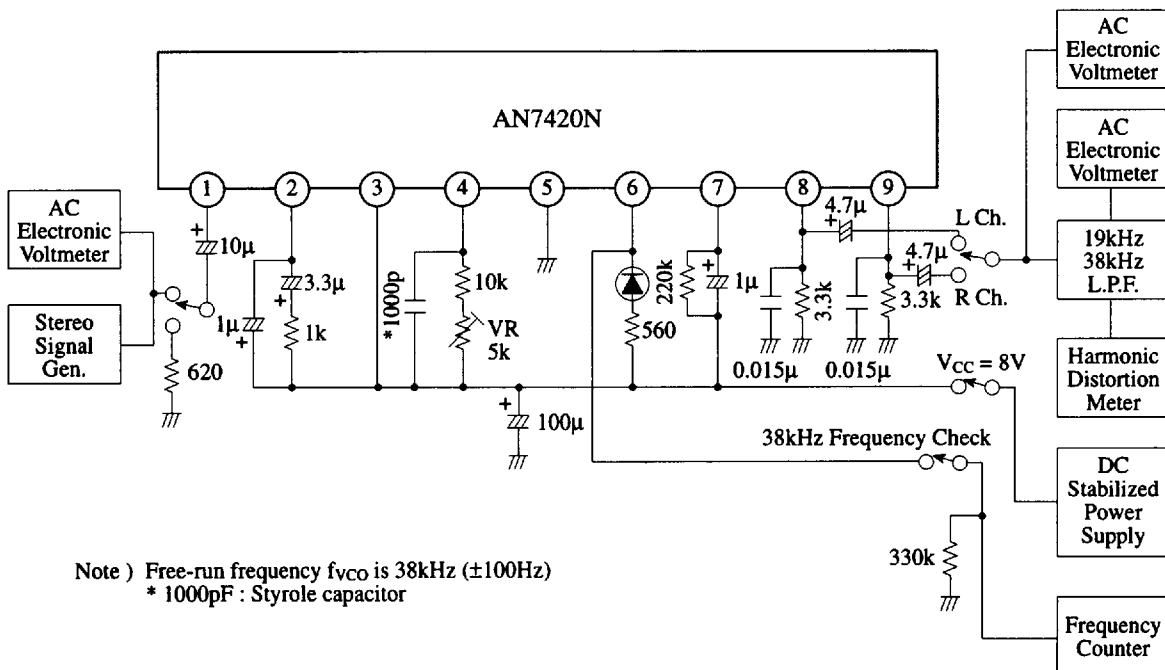 AN7420N
1
2
3
4
5
6
7
8
9
AC
Electronic
Voltmeter
Stereo
Signal
Gen.
+
10μ
620
1μ
+
3.3μ
+
1k
*1000p
10k
VR
5k
+
100μ
560
220k
+
1μ
4.7μ
+
L Ch.
4.7μ
+
R Ch.
3.3k
3.3k
0.015μ
0.015μ
VCC = 8V
38kHz Frequency Check
330k
AC
Electronic
Voltmeter
AC
Electronic
Voltmeter
19kHz
38kHz
L.P.F.
Harmonic
Distortion
Meter
DC
Stabilized
Power
Supply
Frequency
Counter
Note ) Free-run frequency fVCO is 38kHz (±100Hz)
* 1000pF : Styrole capacitor